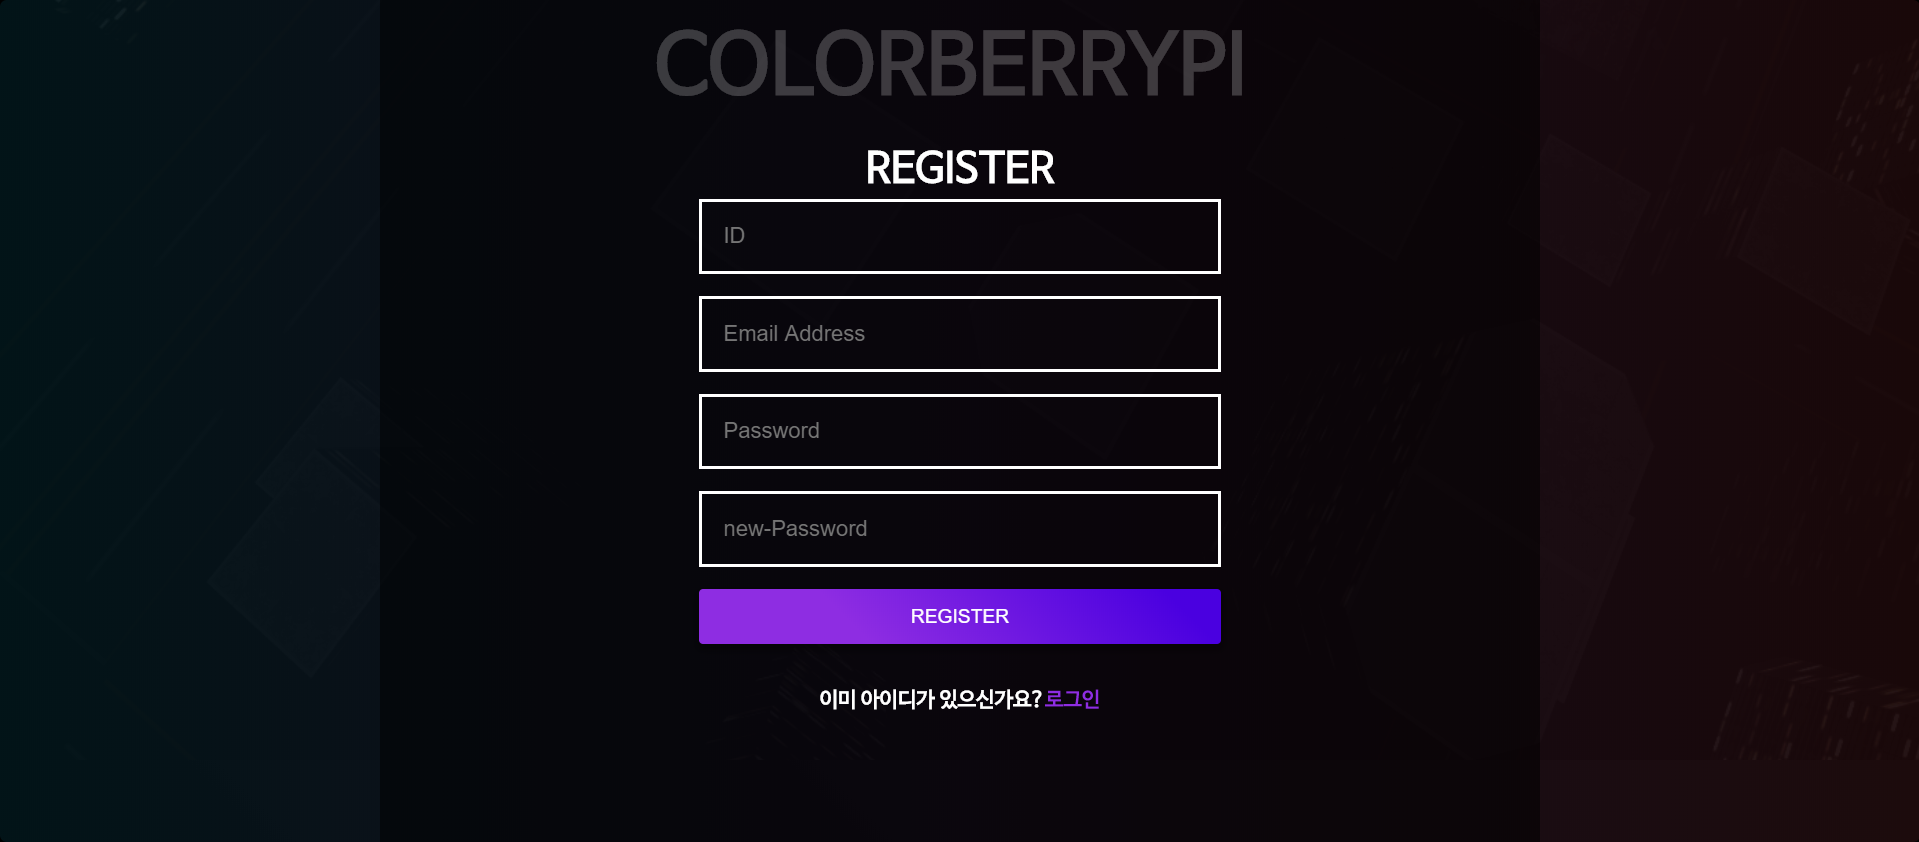 COLORBERRYPI
REGISTER
ID
Email Address
Password
new-Password
REGISTER
이미 아이디가 있으신가요? 로그인